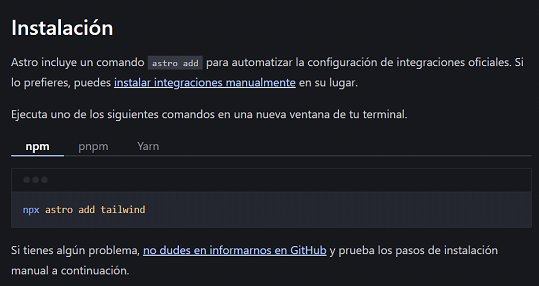 Instalación
Astro incluye un comando astro add para automatizar la configuración de integraciones oficiales. Si
lo prefieres, puedes instalar integraciones manualmente en su lugar.
Ejecuta uno de los siguientes comandos en una nueva ventana de tu terminal.
npm pnpm Yarn
npx astro add tailwind
Si tienes algún problema, no dudes en informarnos en GitHub y prueba los pasos de instalación
manual a continuación.